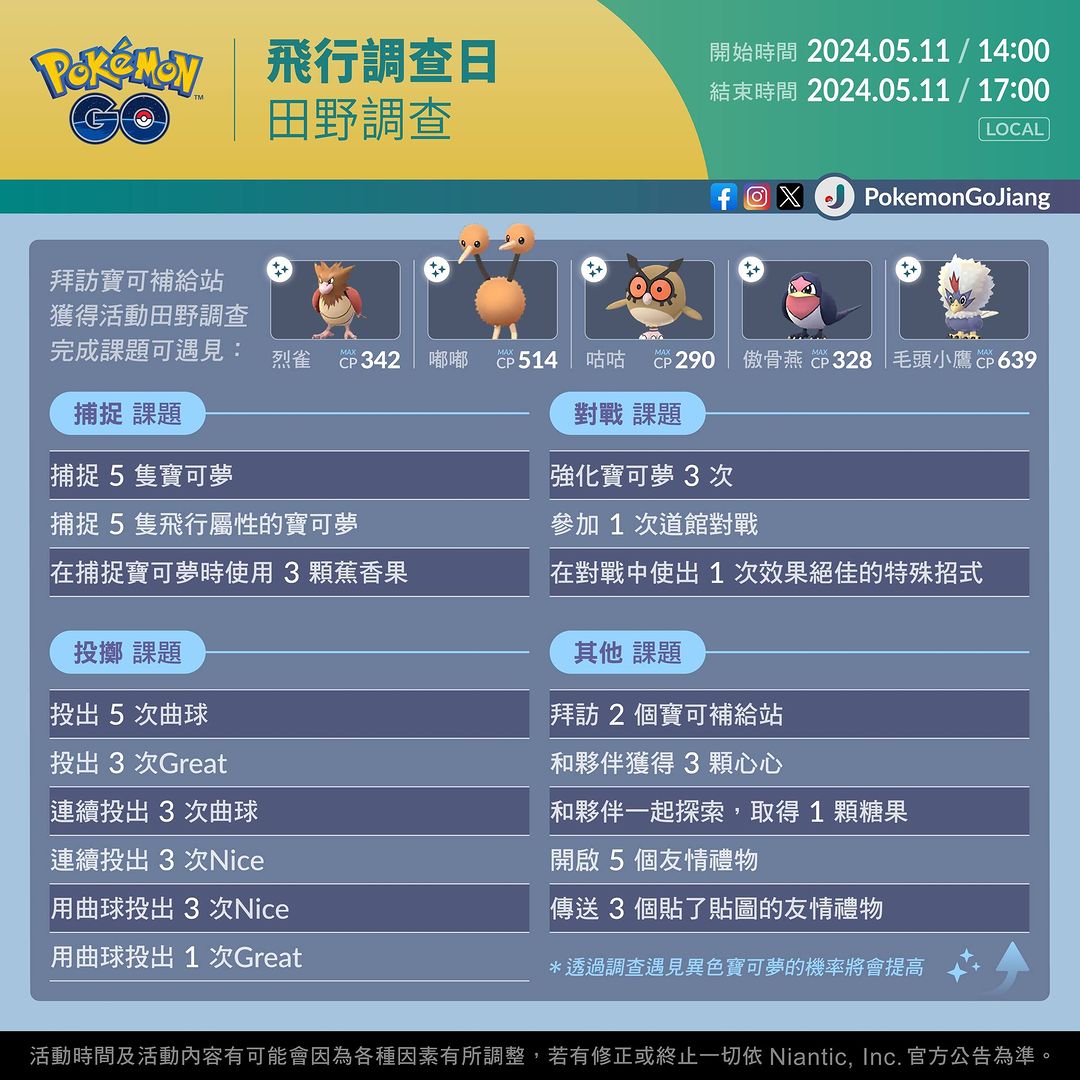 POKÉMON
GO
TM
飛行調查日
田野調查
開始時間 2024.05.11 / 14:00
結束時間 2024.05.11 / 17:00
LOCAL
PokemonGoJiang
拜訪寶可補給站
獲得活動田野調查
完成課題可遇見：
烈雀 MAX CP 342
嘟嘟 MAX CP 514
咕咕 MAX CP 290
傲骨燕 MAX CP 328
毛頭小鷹 MAX CP 639
捕捉 課題
捕捉 5 隻寶可夢
捕捉 5 隻飛行屬性的寶可夢
在捕捉寶可夢時使用 3 顆蕉香果
對戰 課題
強化寶可夢 3 次
參加 1 次道館對戰
在對戰中使出 1 次效果絕佳的特殊招式
投擲 課題
投出 5 次曲球
投出 3 次Great
連續投出 3 次曲球
連續投出 3 次Nice
用曲球投出 3 次Nice
用曲球投出 1 次Great
其他 課題
拜訪 2 個寶可補給站
和夥伴獲得 3 顆心心
和夥伴一起探索，取得 1 顆糖果
開啟 5 個友情禮物
傳送 3 個貼了貼圖的友情禮物
＊透過調查遇見異色寶可夢的機率將會提高
活動時間及活動內容有可能會因為各種因素有所調整，若有修正或終止一切依 Niantic, Inc. 官方公告為準。